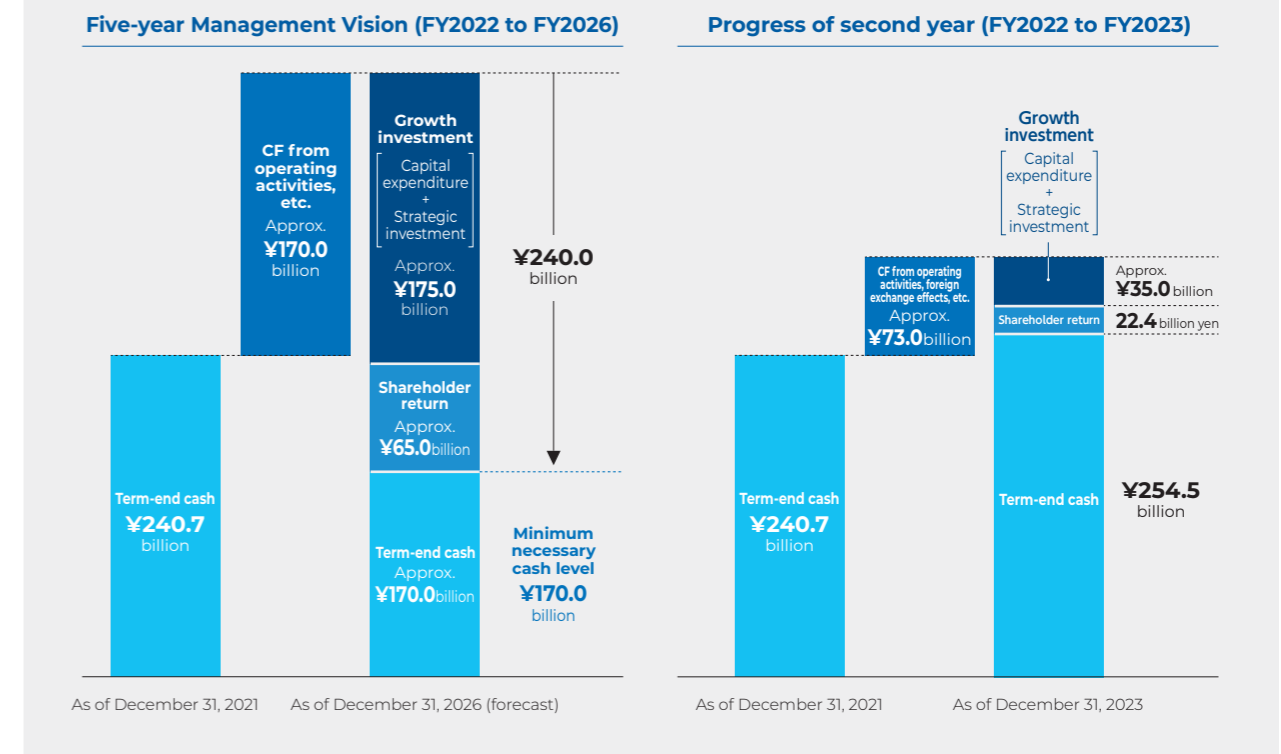 Five-year Management Vision (FY2022 to FY2026)
CF from
operating
activities,
etc.
Approx.
¥170.0
billion
Growth
investment
Capital
expenditure
+
Strategic
investment
Approx.
¥175.0
billion
¥240.0
billion
Shareholder
return
Approx.
¥65.0billion
Term-end cash
¥240.7
billion
Term-end cash
Approx.
¥170.0billion
Minimum
necessary
cash level
¥170.0
billion
As of December 31, 2021
As of December 31, 2026 (forecast)
Progress of second year (FY2022 to FY2023)
Growth
investment
Capital
expenditure
+
Strategic
investment
CF from operating
activities, foreign
exchange effects, etc.
Approx.
¥73.0billion
Approx.
¥35.0 billion
Shareholder return
22.4 billion yen
Term-end cash
¥240.7
billion
Term-end cash
¥254.5
billion
As of December 31, 2021
As of December 31, 2023